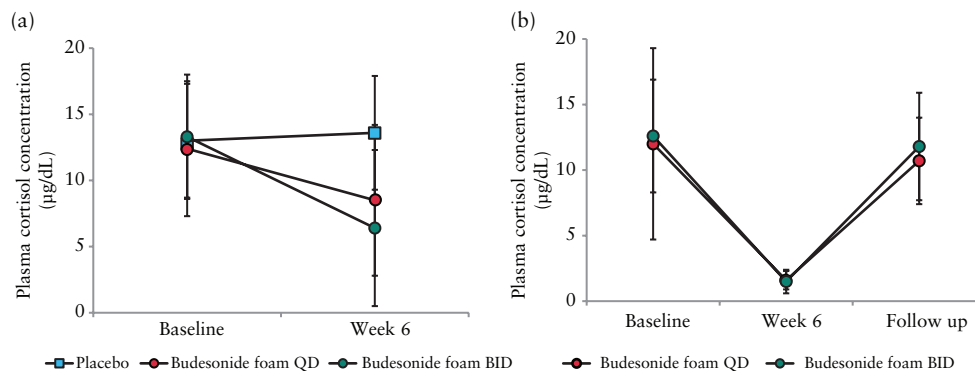 (a)
Plasma cortisol concentration
(μg/dL)
20
15
10
5
0
Baseline
Week 6
Placebo
Budesonide foam QD
Budesonide foam BID
(b)
Plasma cortisol concentration
(μg/dL)
20
15
10
5
0
Baseline
Week 6
Follow up
Budesonide foam QD
Budesonide foam BID